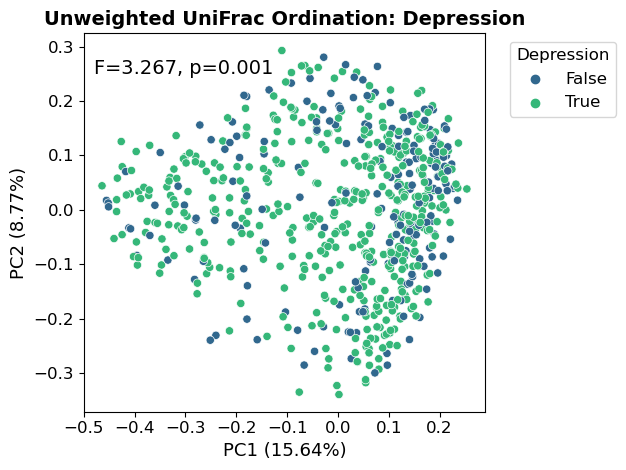 Unweighted UniFrac Ordination: Depression
F=3.267, p=0.001
Depression
False
True
PC2 (8.77%)
0.3
0.2
0.1
0.0
−0.1
−0.2
−0.3
−0.5 −0.4 −0.3 −0.2 −0.1 0.0 0.1 0.2
PC1 (15.64%)